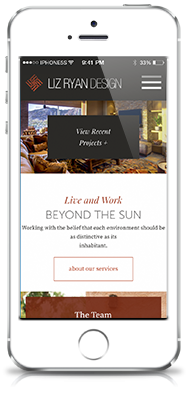 IPHONE5S 9:41 PM 33%
LIZ RYAN DESIGN
View Recent
Projects +
Live and Work
BEYOND THE SUN
Working with the belief that each environment should be
as distinctive as its
inhabitant.
about our services
The Team